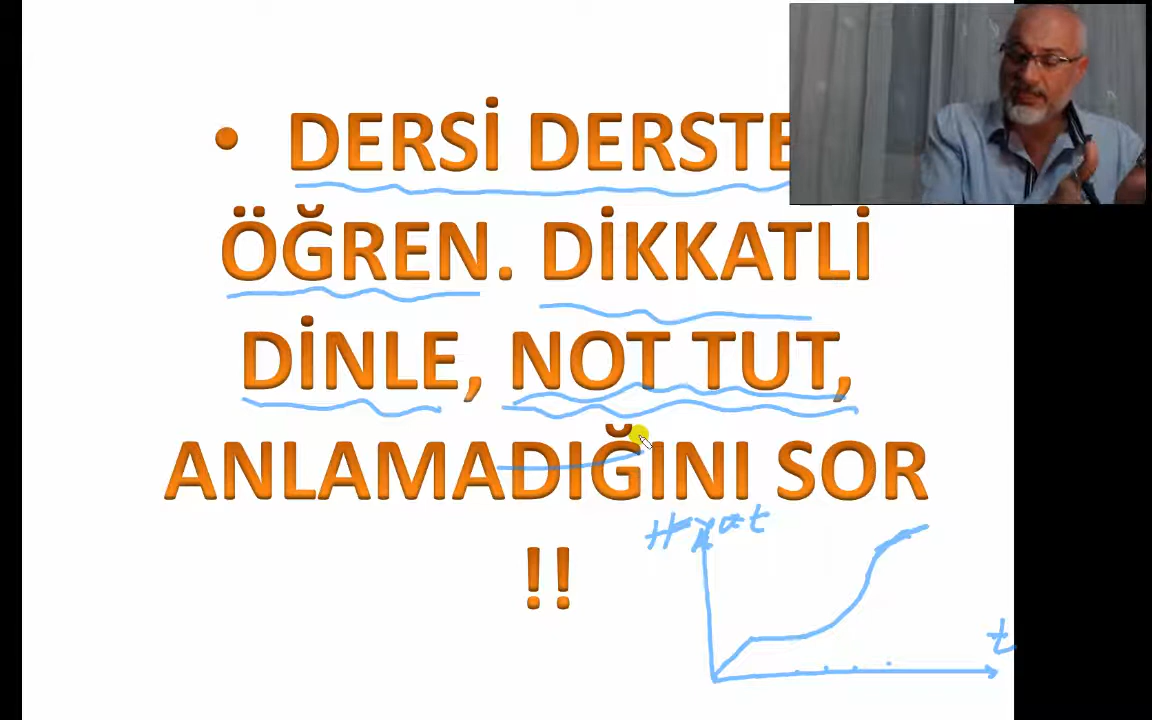 • DERSİ DERSTE
ÖĞREN. DİKKATLİ
DİNLE, NOT TUT,
ANLAMADIĞINI SOR
!!
Hayat
t